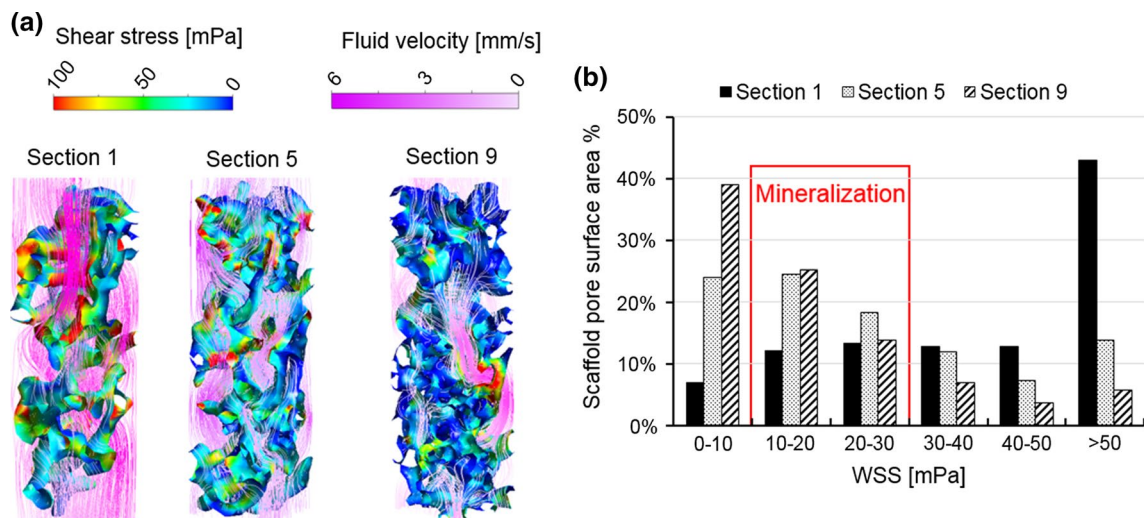 (a)
Shear stress [mPa]
100
50
0
Fluid velocity [mm/s]
6
3
0
Section 1
Section 5
Section 9
(b)
Section 1
Section 5
Section 9
Scaffold pore surface area %
50%
40%
30%
20%
10%
0%
Mineralization
0-10
10-20
20-30
30-40
40-50
>50
WSS [mPa]